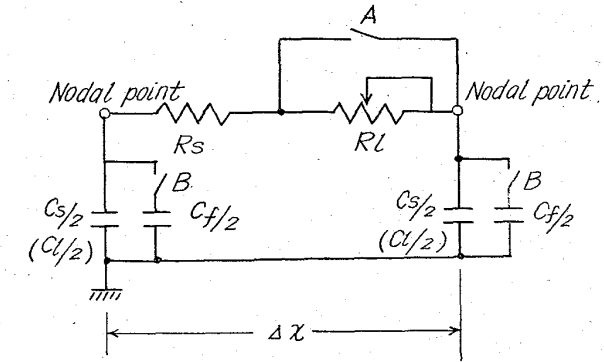 A
Nodal point
Nodal point
Rs
Rl
B
B
Cs/2
Cf/2
(Cl/2)
Cs/2
Cf/2
(Cl/2)
Δx